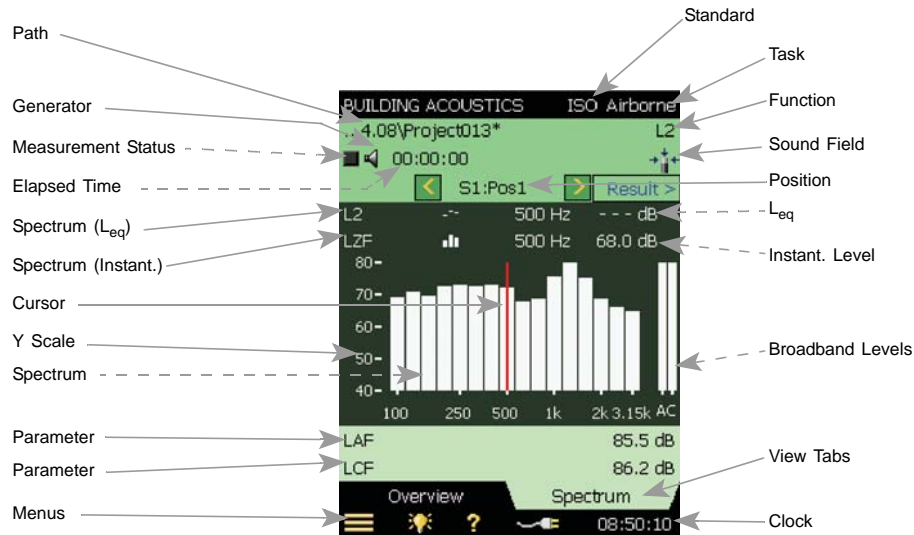 Standard
Path
Task
Generator
BUILDING ACOUSTICS ISO Airborne
Function
...4.08\Project013* L2
Measurement Status
00:00:00
Sound Field
Elapsed Time
< S1:Pos1 > Result >
Position
L2 500 Hz - - - dB
Leq
Spectrum (Leq)
LZF 500 Hz 68.0 dB
Instant. Level
Spectrum (Instant.)
80-
70-
60-
50-
40-
Cursor
Y Scale
Broadband Levels
Spectrum
100 250 500 1k 2k 3.15k AC
Parameter
LAF 85.5 dB
Parameter
LCF 86.2 dB
View Tabs
Overview Spectrum
Menus
? 08:50:10
Clock